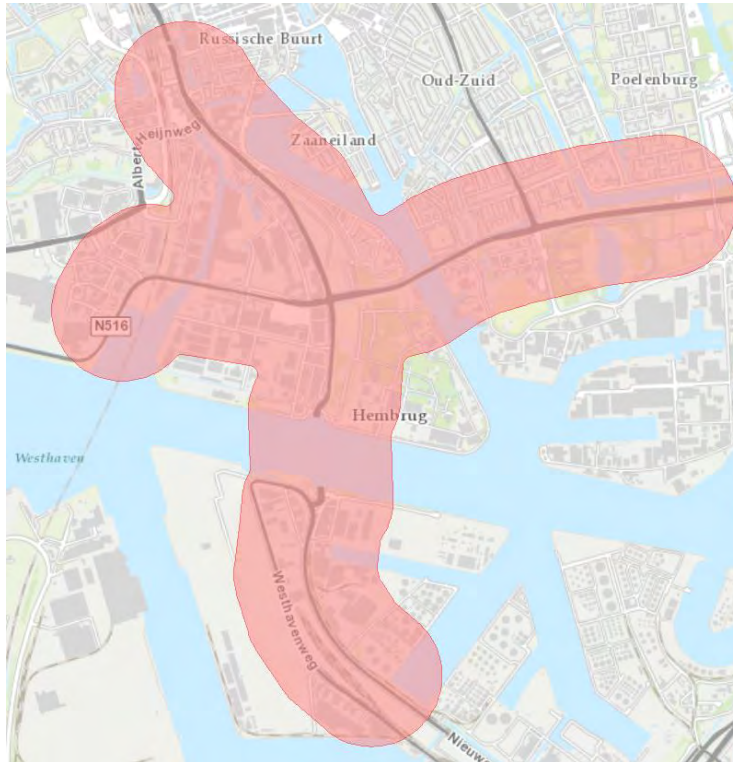 Russische Buurt
Oud-Zuid
Poelenburg
Heijnweg
Zaaneiland
Albert
N516
Hembrug
Westhaven
Westhavenweg
Nieuw